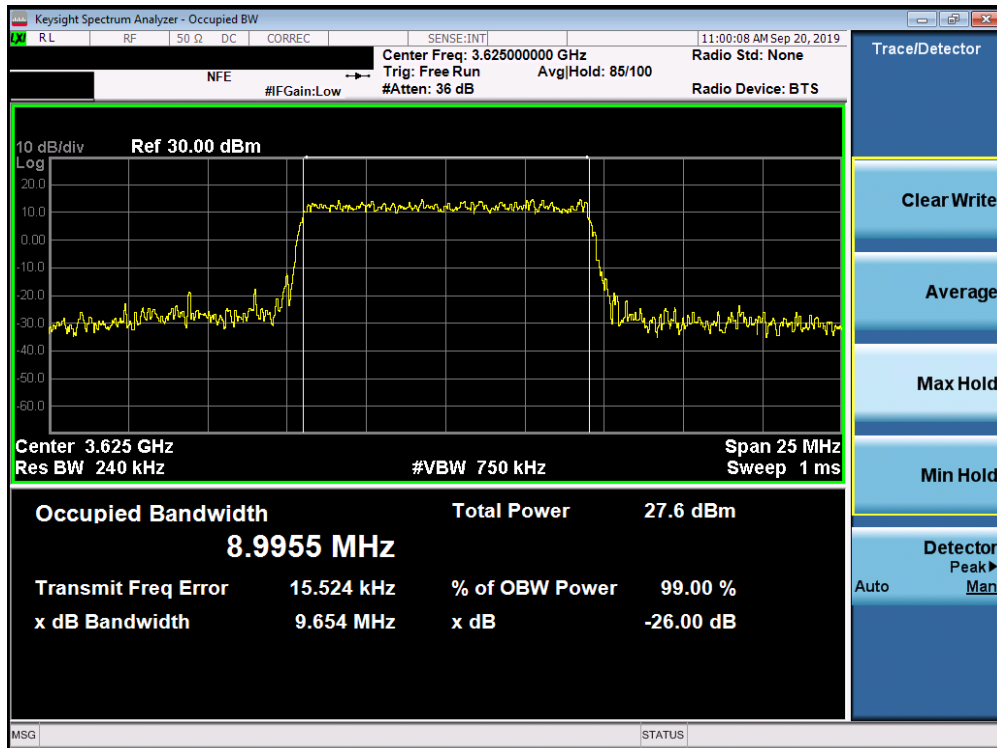 Keysight Spectrum Analyzer - Occupied BW
LXI RL RF 50 Ω DC CORREC SENSE:INT 11:00:08 AM Sep 20, 2019
Center Freq: 3.625000000 GHz Radio Std: None
NFE Trig: Free Run Avg|Hold: 85/100
#IFGain:Low #Atten: 36 dB Radio Device: BTS
10 dB/div Ref 30.00 dBm
Log
20.0
10.0
0.00
-10.0
-20.0
-30.0
-40.0
-50.0
-60.0
Center 3.625 GHz Span 25 MHz
Res BW 240 kHz #VBW 750 kHz Sweep 1 ms
Occupied Bandwidth Total Power 27.6 dBm
8.9955 MHz
Transmit Freq Error 15.524 kHz % of OBW Power 99.00 %
x dB Bandwidth 9.654 MHz x dB -26.00 dB
Trace/Detector
Clear Write
Average
Max Hold
Min Hold
Detector
Peak▶
Auto Man
MSG STATUS